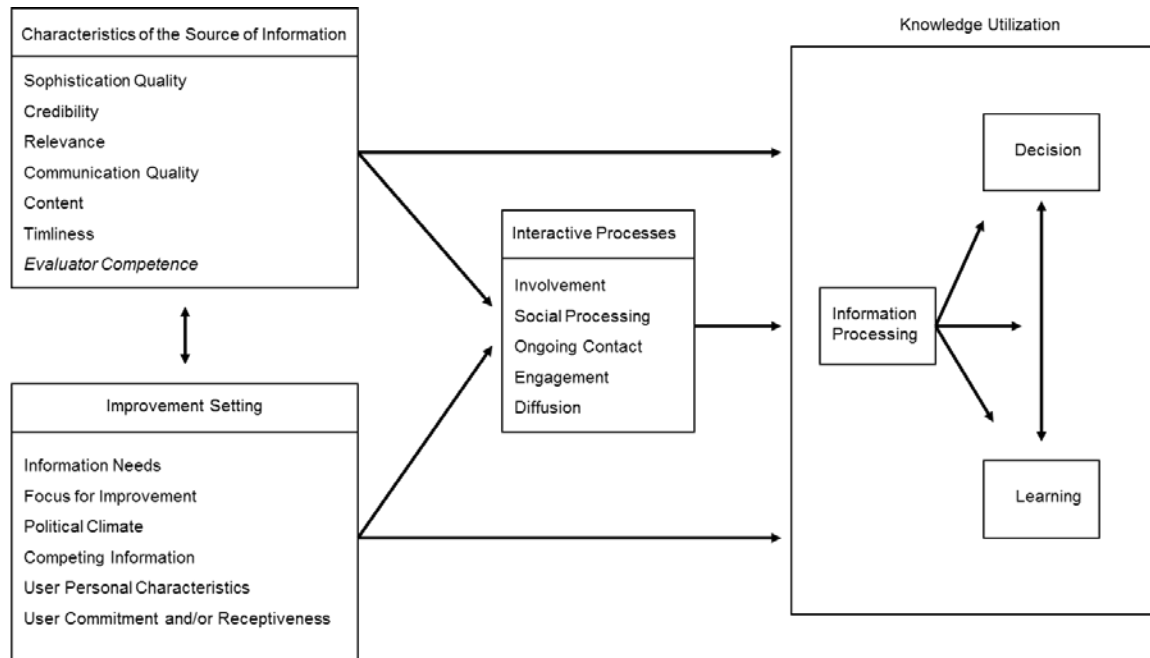 Characteristics of the Source of Information
Sophistication Quality
Credibility
Relevance
Communication Quality
Content
Timliness
Evaluator Competence
Improvement Setting
Information Needs
Focus for Improvement
Political Climate
Competing Information
User Personal Characteristics
User Commitment and/or Receptiveness
Interactive Processes
Involvement
Social Processing
Ongoing Contact
Engagement
Diffusion
Knowledge Utilization
Decision
Information
Processing
Learning